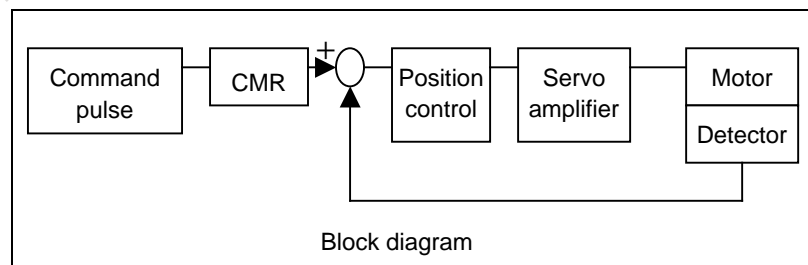 Command
pulse
CMR
+
Position
control
Servo
amplifier
Motor
Detector
Block diagram